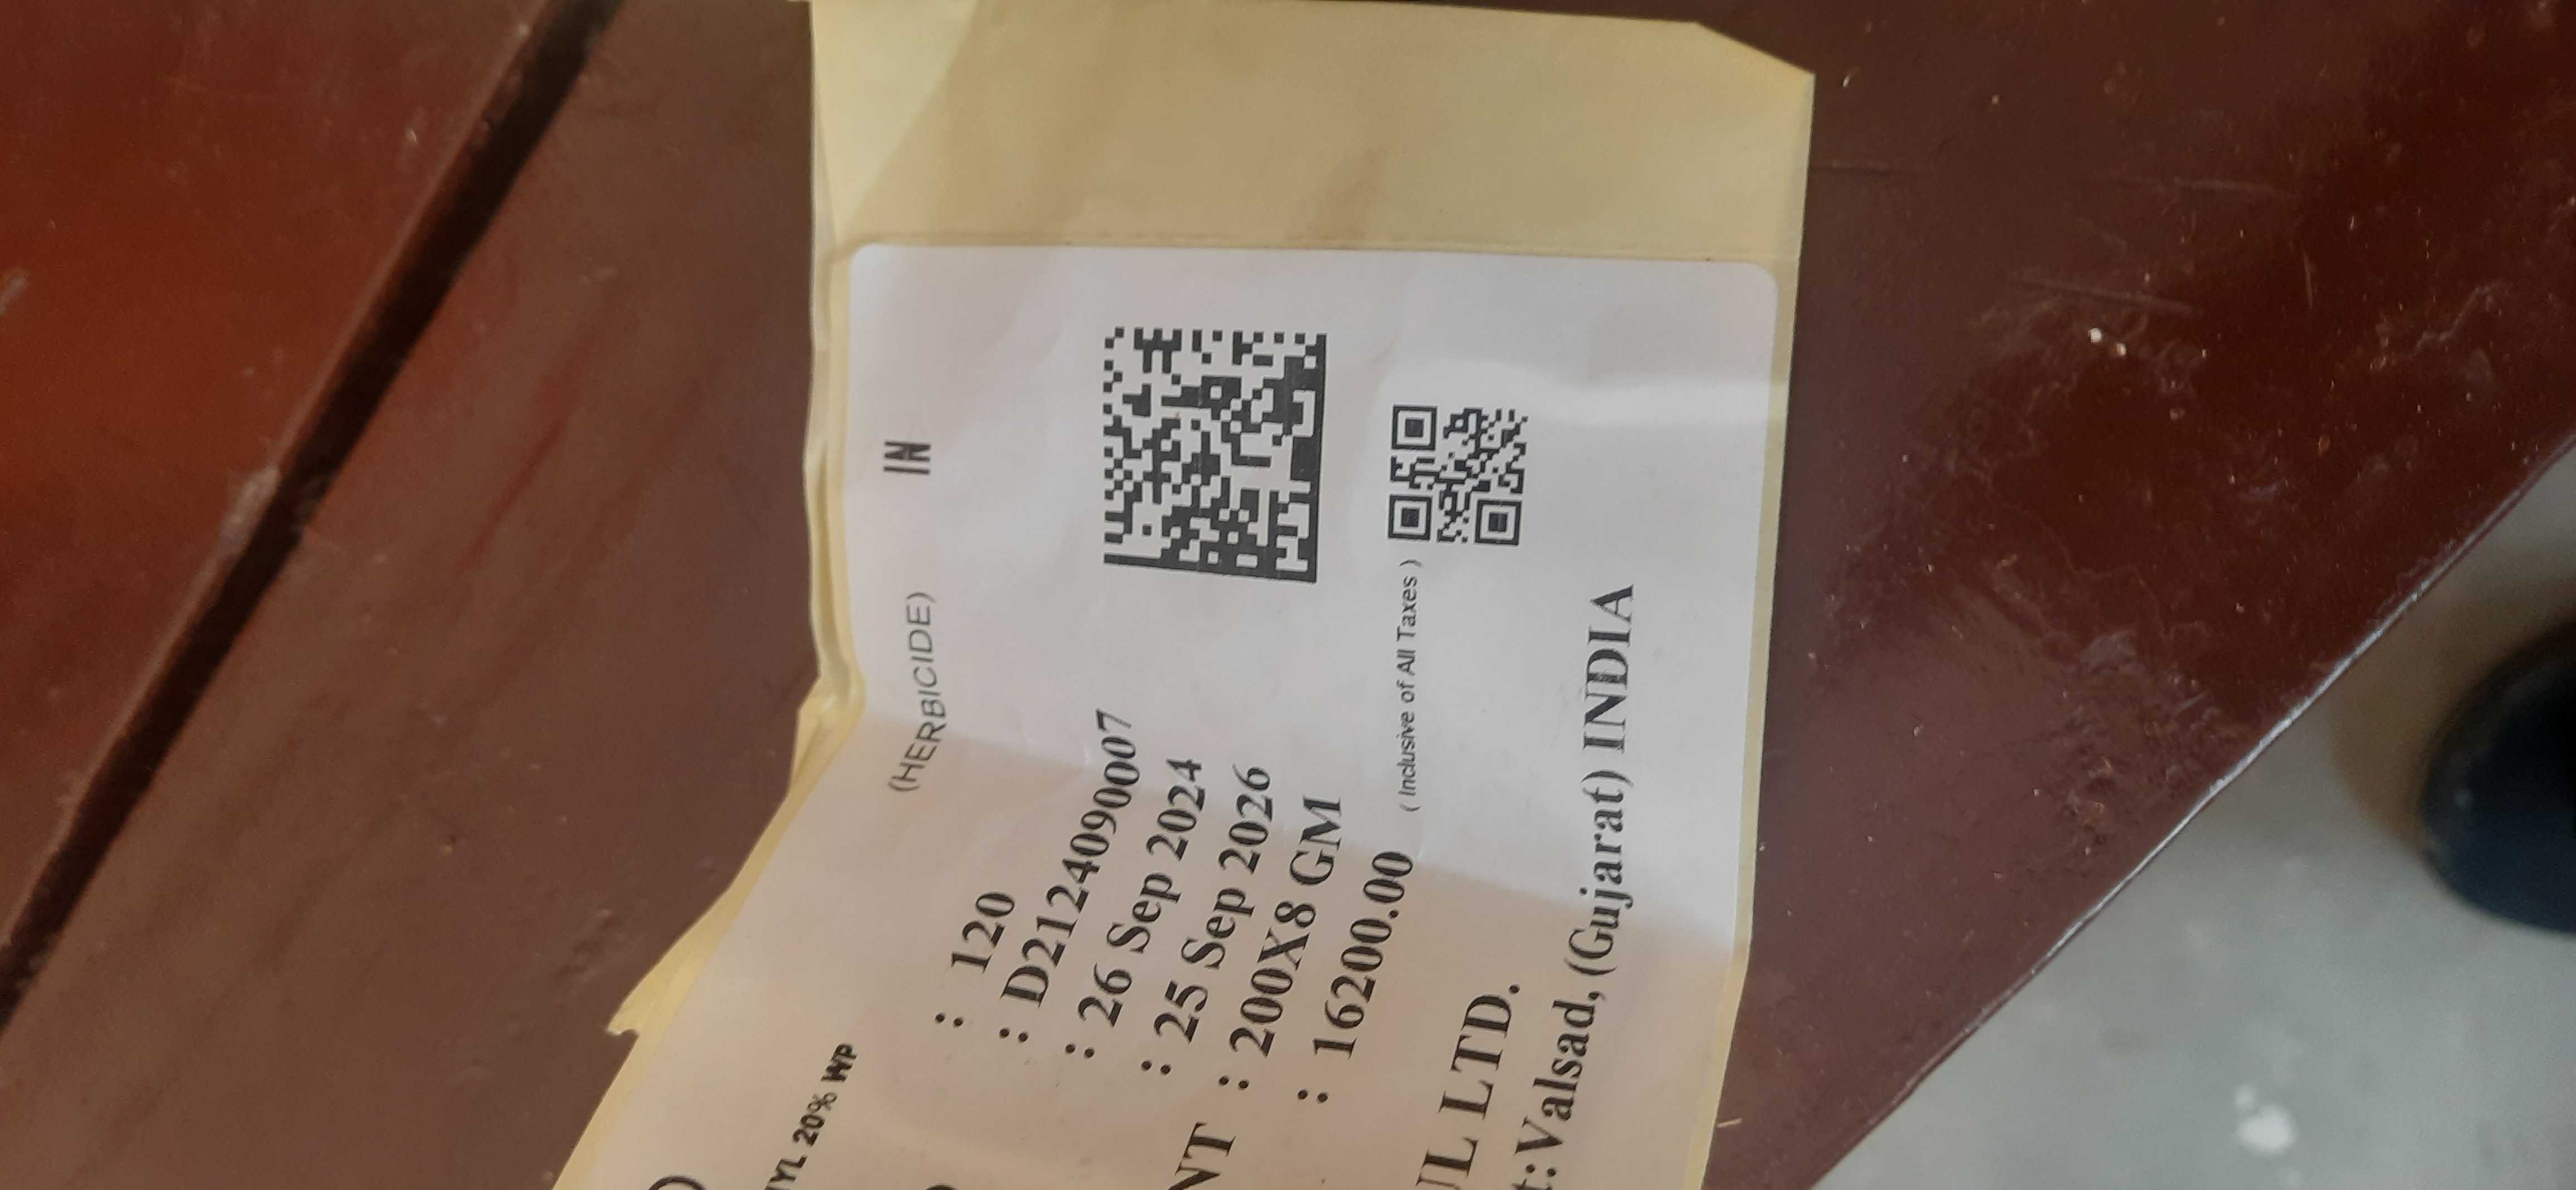 YL 20% WP
(HERBICIDE) IN
: 120
: D2124090007
: 26 Sep 2024
: 25 Sep 2026
NT : 200X8 GM
: 16200.00 ( Inclusive of All Taxes )
UL LTD.
t:Valsad, (Gujarat) INDIA